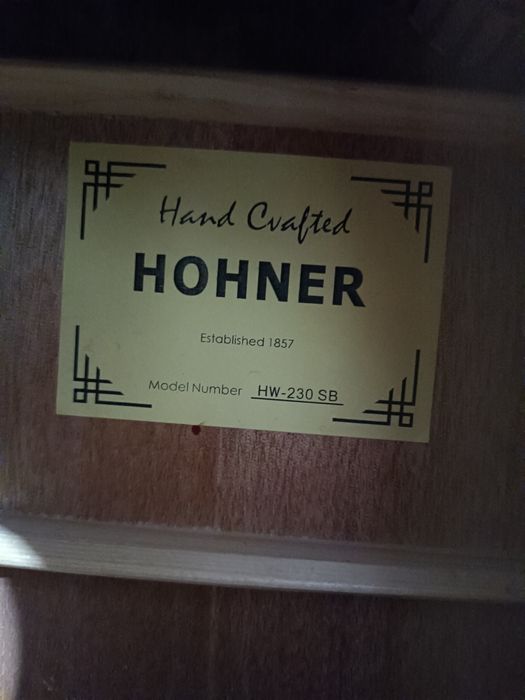 Hand Crafted
HOHNER
Established 1857
Model Number HW-230 SB